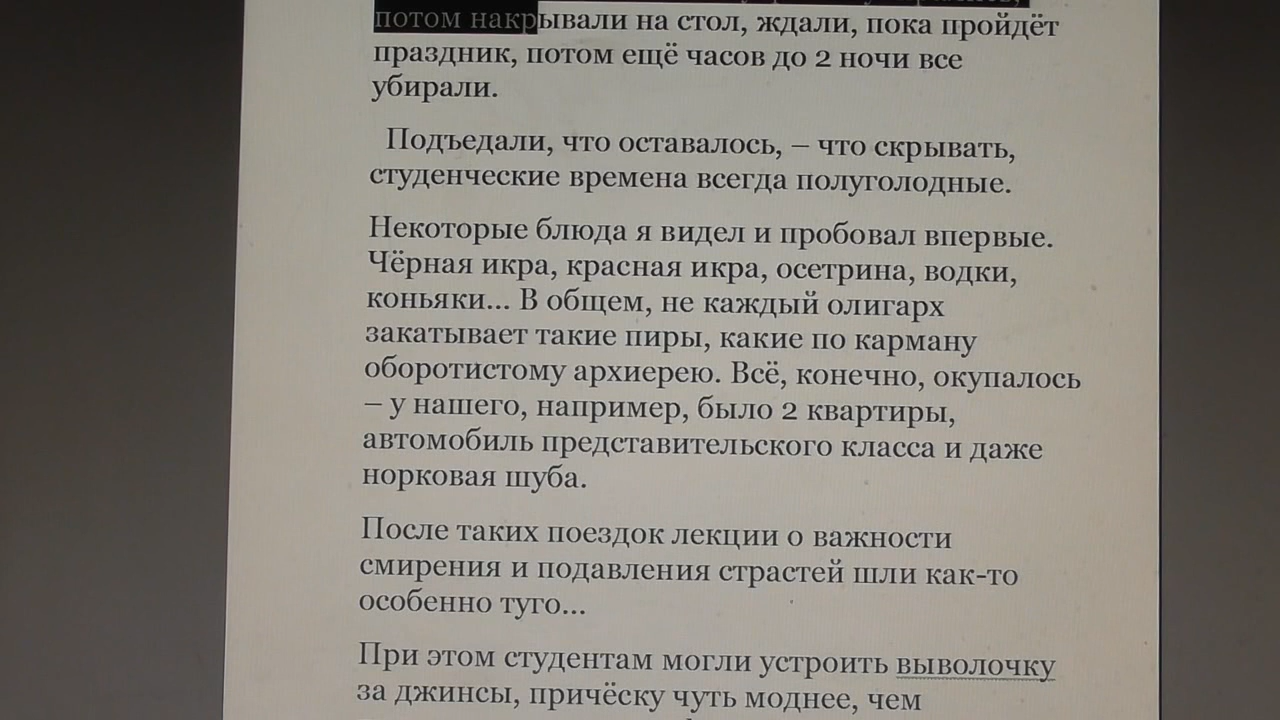 потом накрывали на стол, ждали, пока пройдёт
праздник, потом ещё часов до 2 ночи все
убирали.
Подъедали, что оставалось, – что скрывать,
студенческие времена всегда полуголодные.
Некоторые блюда я видел и пробовал впервые.
Чёрная икра, красная икра, осетрина, водки,
коньяки... В общем, не каждый олигарх
закатывает такие пиры, какие по карману
оборотистому архиерею. Всё, конечно, окупалось
– у нашего, например, было 2 квартиры,
автомобиль представительского класса и даже
норковая шуба.
После таких поездок лекции о важности
смирения и подавления страстей шли как-то
особенно туго...
При этом студентам могли устроить выволочку
за джинсы, причёску чуть моднее, чем